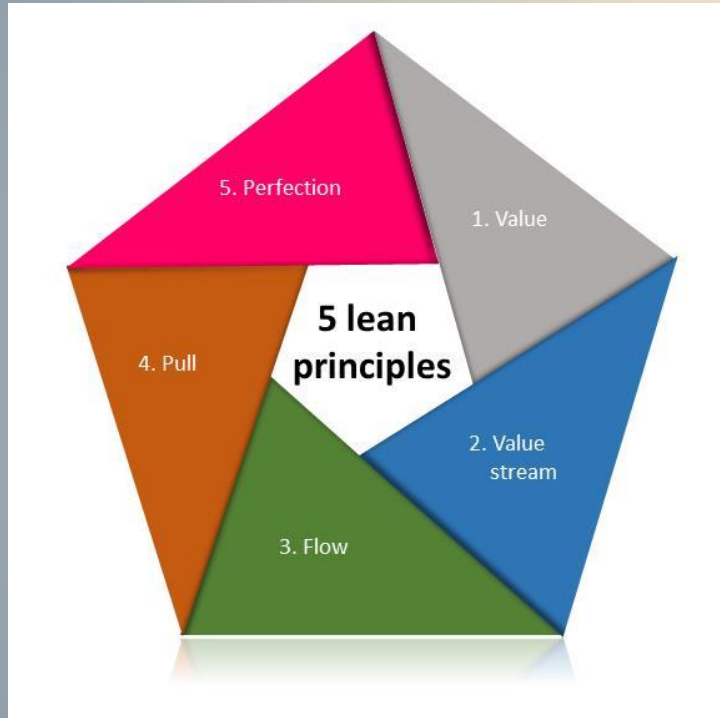 5 lean
principles
1. Value
2. Value
stream
3. Flow
4. Pull
5. Perfection